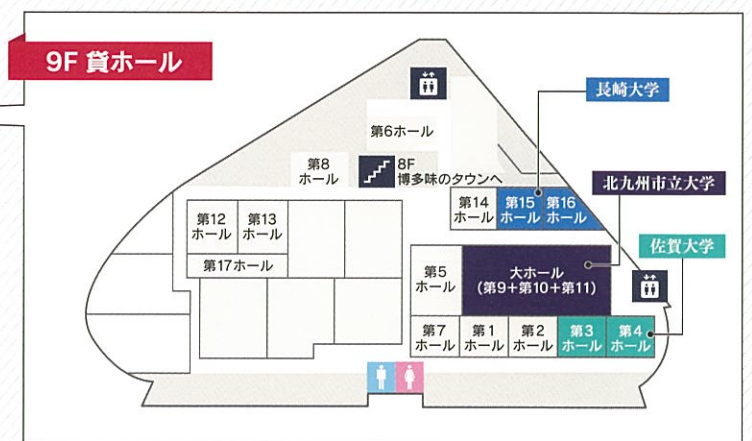 9F 貸ホール
長崎大学
第6ホール
第8
ホール
8F
博多味のタウンへ
北九州市立大学
第14
ホール
第15
ホール
第16
ホール
第12
ホール
第13
ホール
第17ホール
佐賀大学
第5
ホール
大ホール
(第9+第10+第11)
第7
ホール
第1
ホール
第2
ホール
第3
ホール
第4
ホール